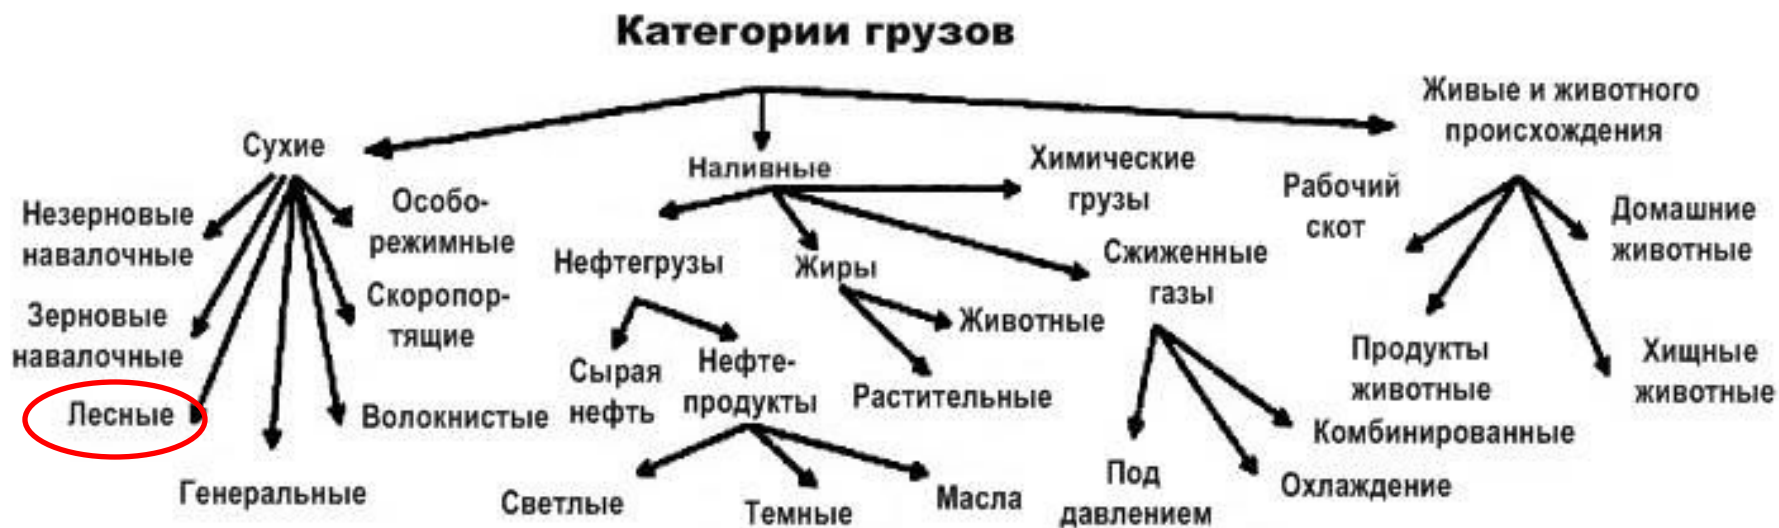 Категории грузов
Сухие
Незерновые
навалочные
Зерновые
навалочные
Лесные
Генеральные
Волокнистые
Скоропор-
тящие
Особо-
режимные
Наливные
Нефтегрузы
Сырая
нефть
Нефте-
продукты
Светлые
Темные
Масла
Жиры
Животные
Растительные
Химические
грузы
Сжиженные
газы
Под
давлением
Охлаждение
Комбинированные
Живые и животного
происхождения
Рабочий
скот
Продукты
животные
Хищные
животные
Домашние
животные